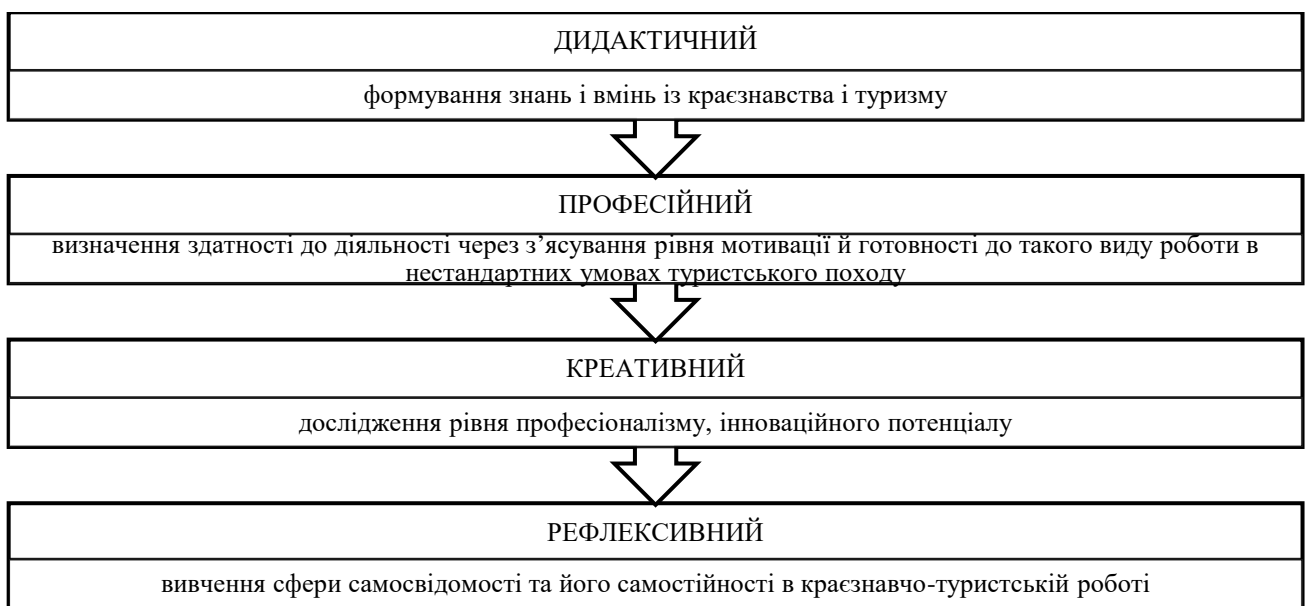 ДИДАКТИЧНИЙ
формування знань і вмінь із краєзнавства і туризму
ПРОФЕСІЙНИЙ
визначення здатності до діяльності через з’ясування рівня мотивації й готовності до такого виду роботи в
нестандартних умовах туристського походу
КРЕАТИВНИЙ
дослідження рівня професіоналізму, інноваційного потенціалу
РЕФЛЕКСИВНИЙ
вивчення сфери самосвідомості та його самостійності в краєзнавчо-туристській роботі